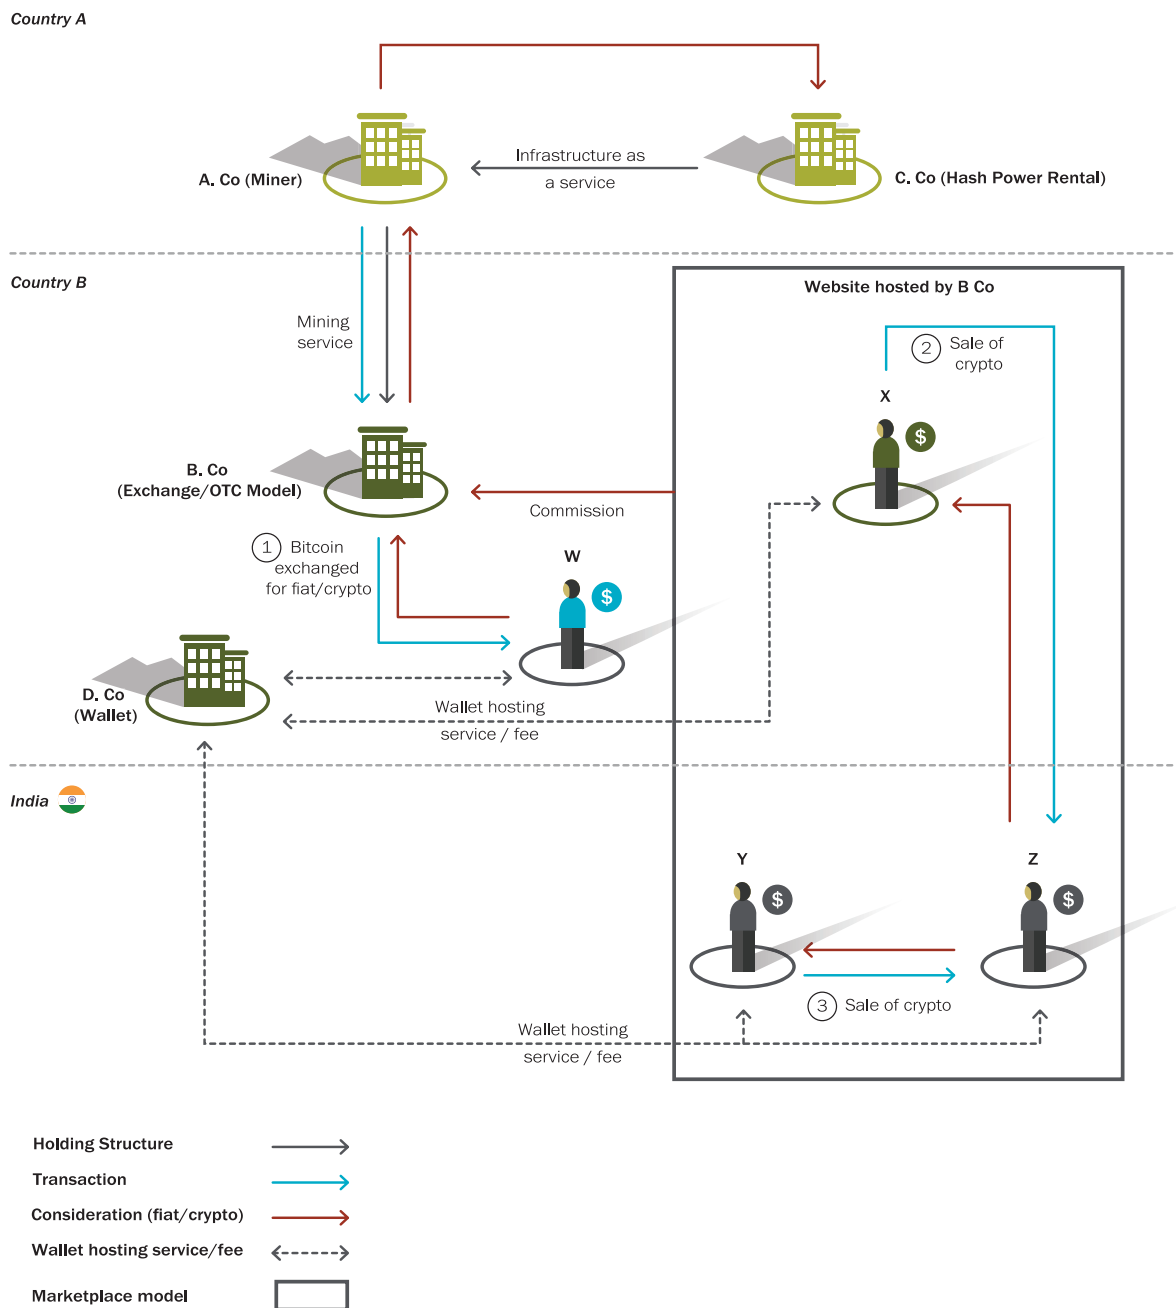 Country A
Infrastructure as
a service
A. Co (Miner)
C. Co (Hash Power Rental)
Country B
Website hosted by B Co
Mining
service
2 Sale of
crypto
X
$
B. Co
(Exchange/OTC Model)
Commission
1 Bitcoin
exchanged
for fiat/crypto
W
$
D. Co
(Wallet)
Wallet hosting
service / fee
India
Y
$
Z
$
3 Sale of crypto
Wallet hosting
service / fee
Holding Structure
Transaction
Consideration (fiat/crypto)
Wallet hosting service/fee
Marketplace model